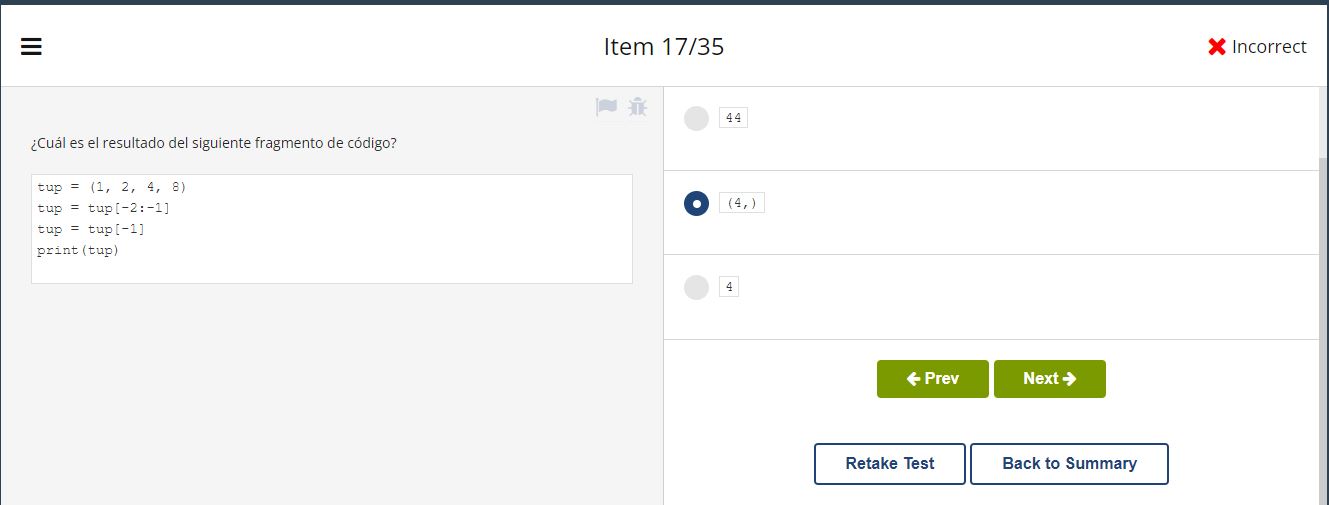 Item 17/35
Incorrect
¿Cuál es el resultado del siguiente fragmento de código?
tup = (1, 2, 4, 8)
tup = tup[-2:-1]
tup = tup[-1]
print(tup)
44
(4,)
4
Prev
Next
Retake Test
Back to Summary